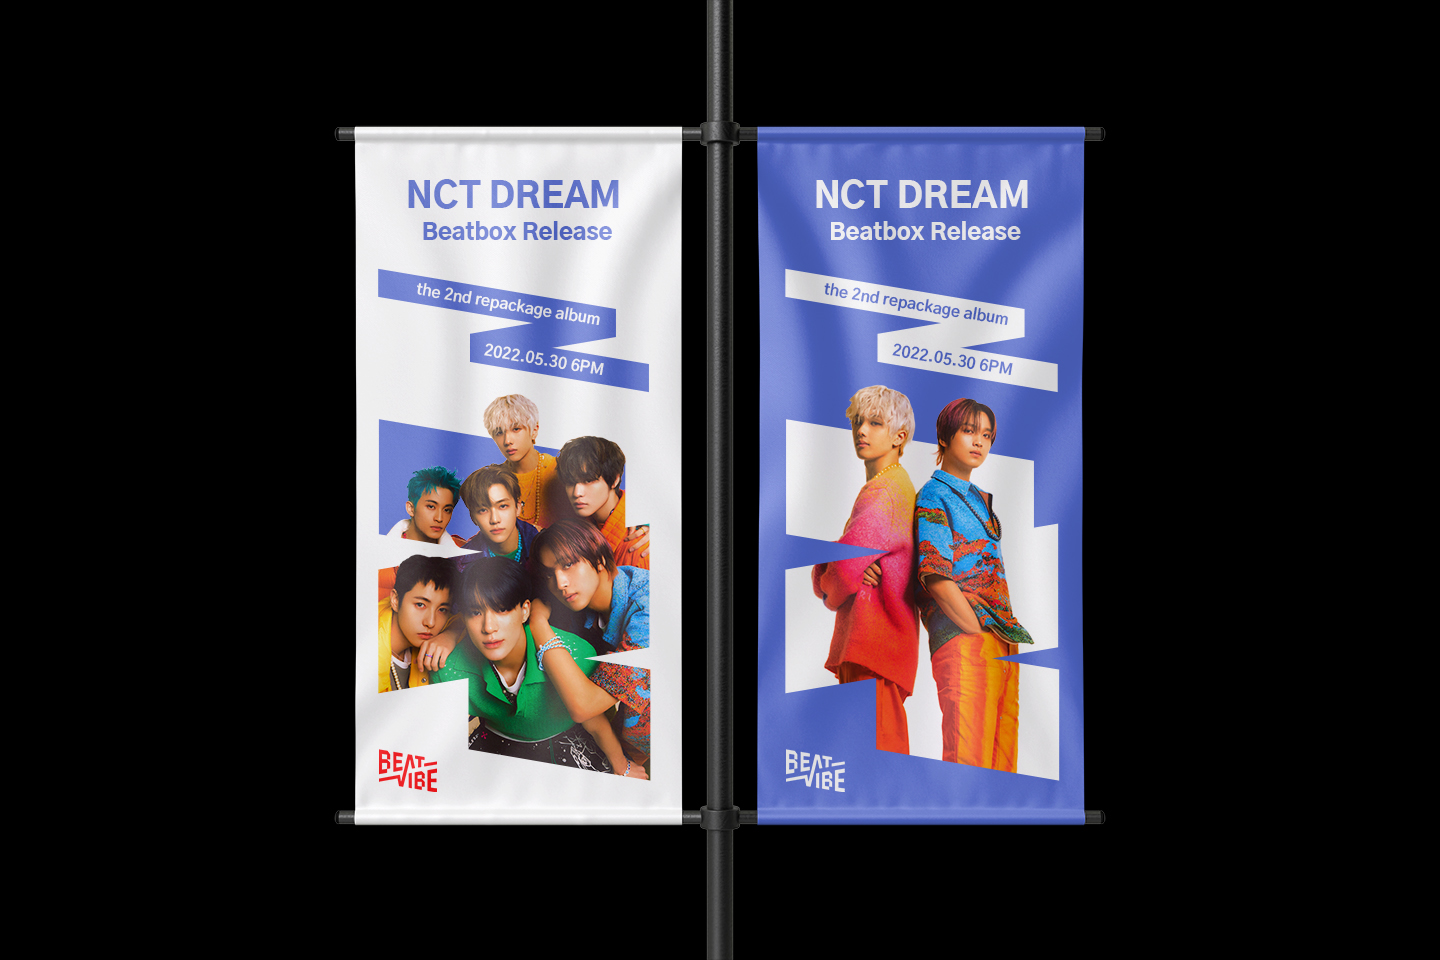 NCT DREAM
Beatbox Release
the 2nd repackage album
2022.05.30 6PM
BEAT
VIBE
NCT DREAM
Beatbox Release
the 2nd repackage album
2022.05.30 6PM
BEAT
VIBE